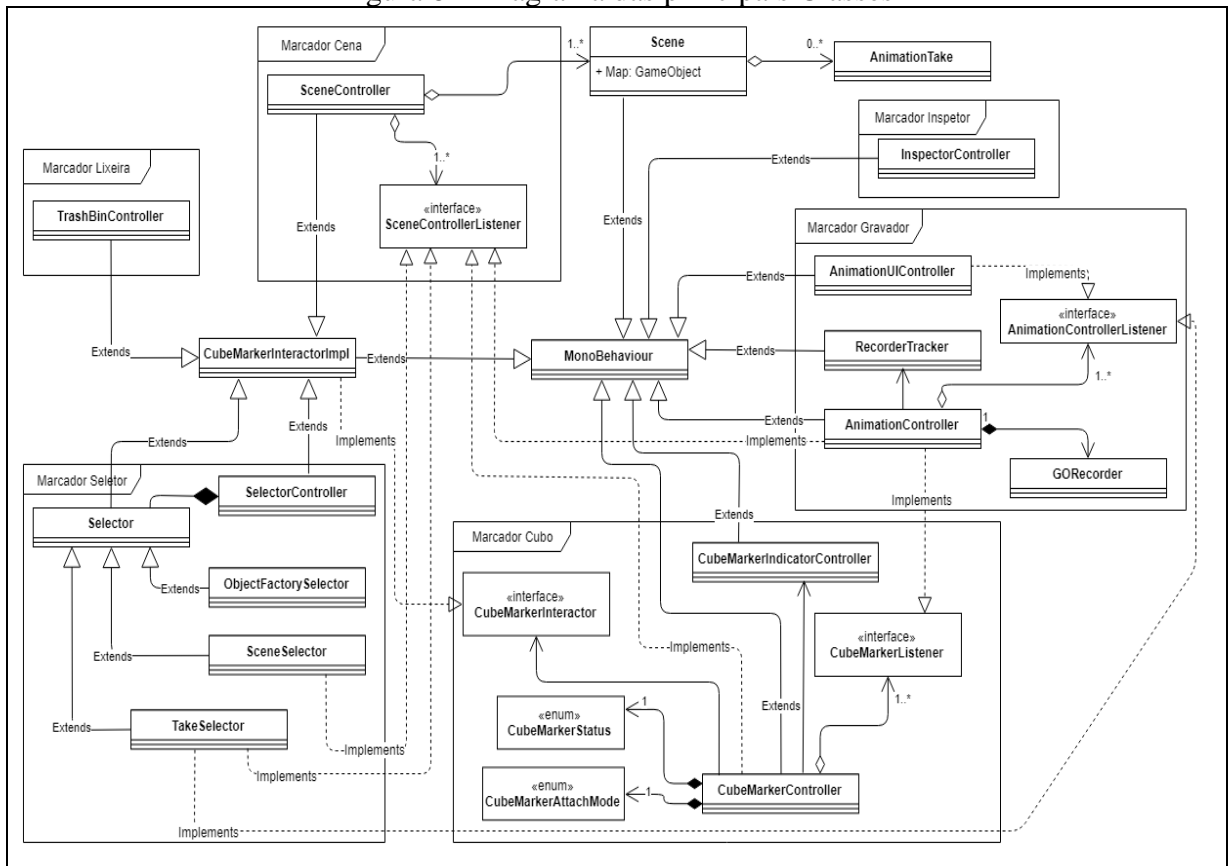 Marcador Cena
SceneController
1..*
Scene
+ Map: GameObject
0..*
AnimationTake
1..*
«interface»
SceneControllerListener
Extends
Extends
Marcador Inspetor
InspectorController
Extends
Marcador Lixeira
TrashBinController
Extends
Marcador Gravador
AnimationUIController
Extends
Implements
«interface»
AnimationControllerListener
RecorderTracker
Extends
1..*
AnimationController
Extends
Implements
1
GORecorder
Implements
CubeMarkerInteractorImpl
Extends
MonoBehaviour
Extends
Extends
Implements
Marcador Seletor
SelectorController
Selector
ObjectFactorySelector
Extends
SceneSelector
Extends
TakeSelector
Extends
Implements
Implements
Implements
Marcador Cubo
Extends
CubeMarkerIndicatorController
«interface»
CubeMarkerInteractor
«interface»
CubeMarkerListener
Implements
Extends
1..*
«enum»
CubeMarkerStatus
1
«enum»
CubeMarkerAttachMode
1
CubeMarkerController